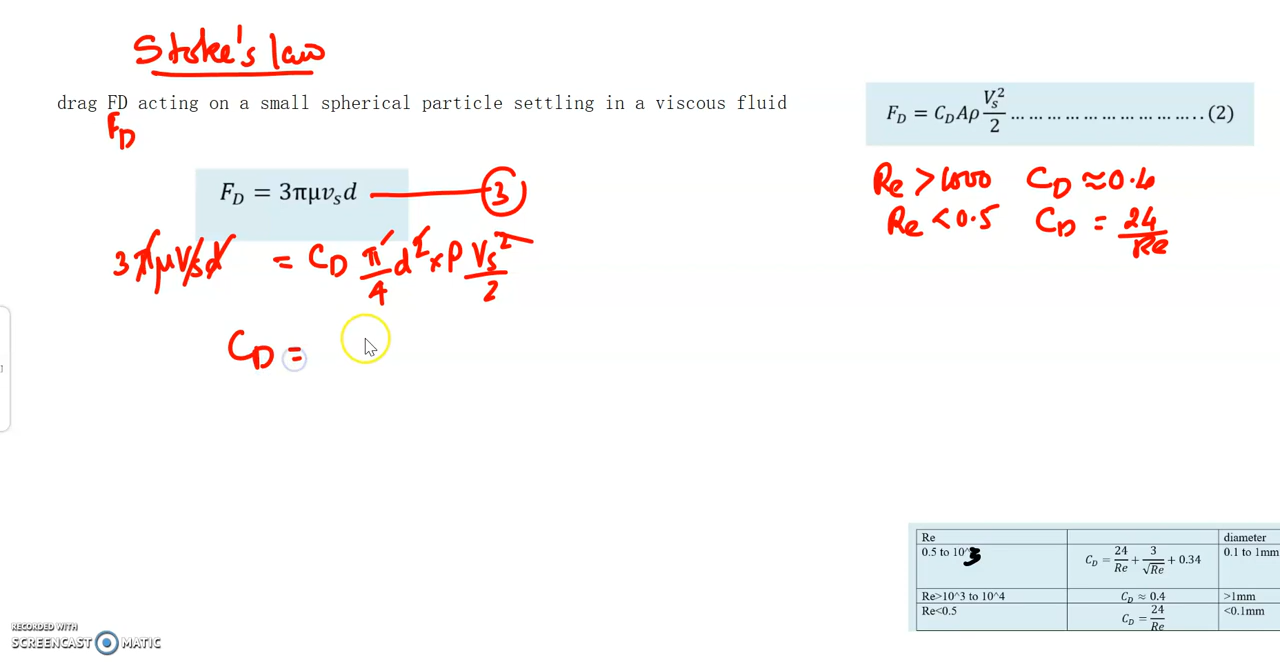 Stoke's law
drag FD acting on a small spherical particle settling in a viscous fluid
FD
F_D = 3πμv_s d
3
3πμVsd = C_D π/4 d² × ρ Vs²/2
C_D =
F_D = C_D Aρ V_s²/2 … … … … … … … … … … . . (2)
Re > 1000 C_D ≈ 0.4
Re < 0.5 C_D = 24/Re
Re diameter
0.5 to 10^3 C_D = 24/Re + 3/√Re + 0.34 0.1 to 1mm
Re>10^3 to 10^4 C_D ≈ 0.4 >1mm
Re<0.5 C_D = 24/Re <0.1mm
RECORDED WITH
SCREENCAST MATIC